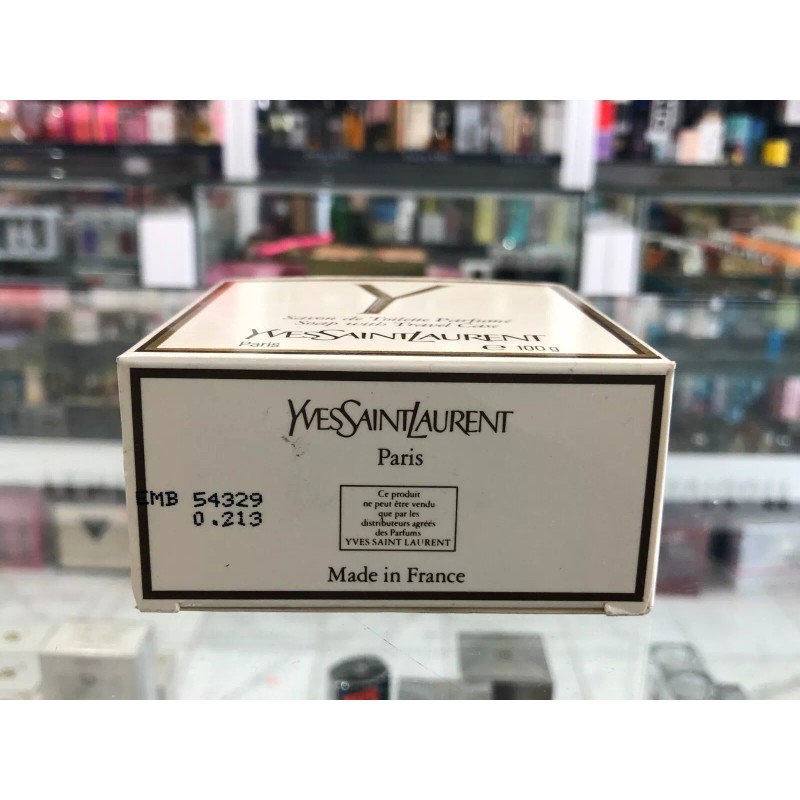 Y
Savon de Toilette Parfumé
Soap with Travel Case
YVESSAINTLAURENT
Paris e 100 g
YVESSAINTLAURENT
Paris
EMB 54329
0.213
Ce produit
ne peut être vendu
que par les
distributeurs agréés
des Parfums
YVES SAINT LAURENT
Made in France